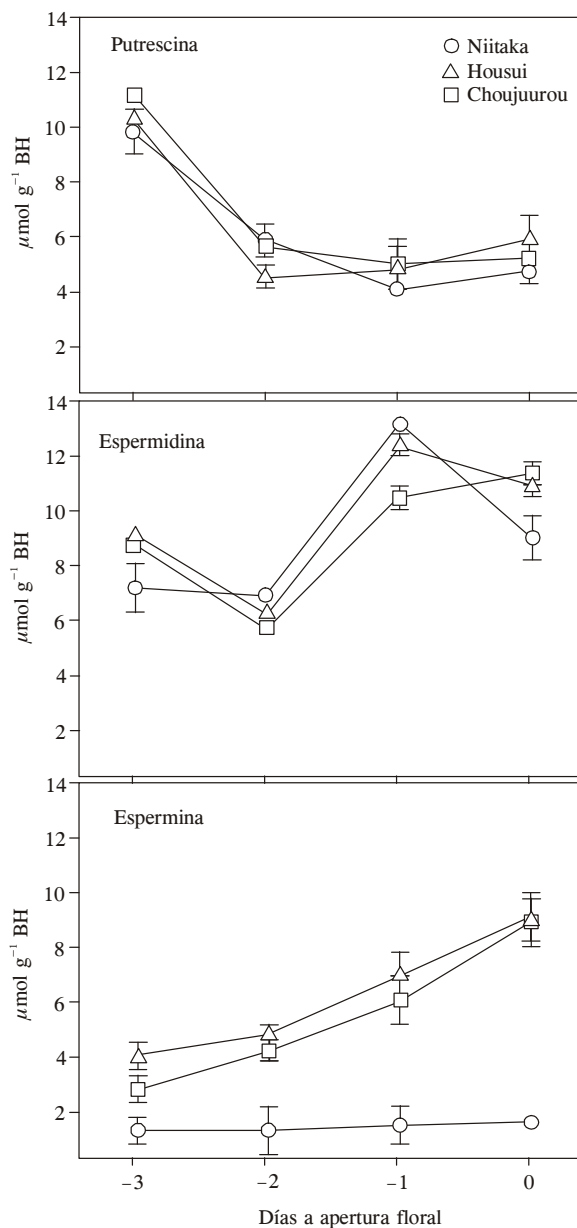 14
12
10
8
6
4
2
μmol g⁻¹ BH
Putrescina
Niitaka
Housui
Choujuurou
14
12
10
8
6
4
2
μmol g⁻¹ BH
Espermidina
14
12
10
8
6
4
2
μmol g⁻¹ BH
Espermina
−3 −2 −1 0
Días a apertura floral